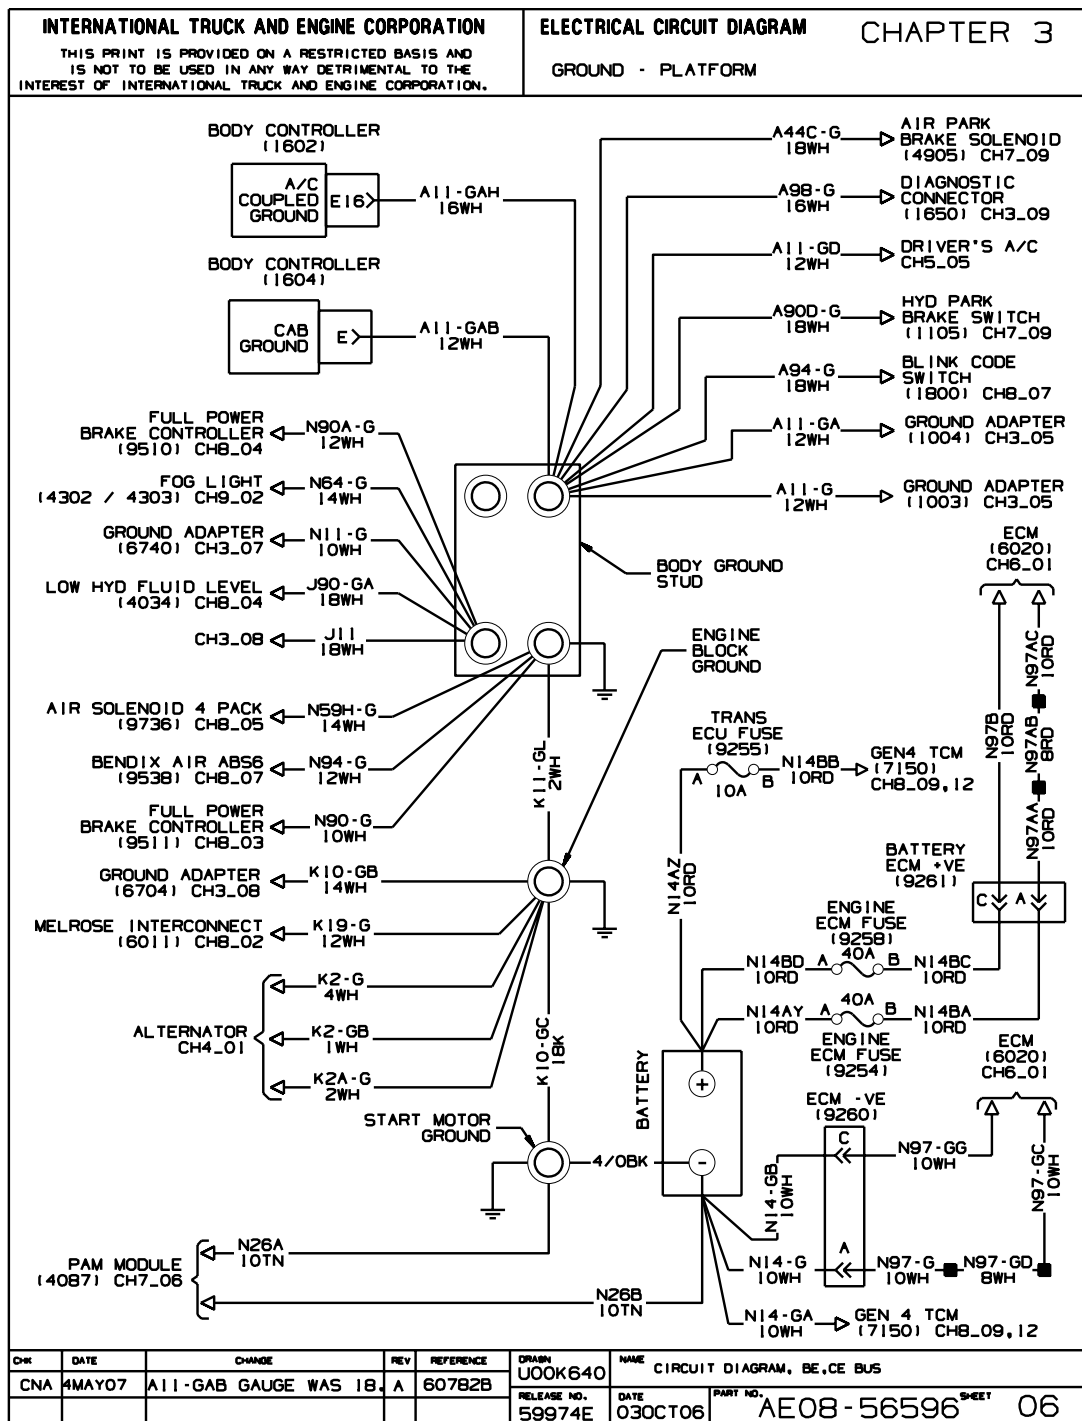 INTERNATIONAL TRUCK AND ENGINE CORPORATION
THIS PRINT IS PROVIDED ON A RESTRICTED BASIS AND
IS NOT TO BE USED IN ANY WAY DETRIMENTAL TO THE
INTEREST OF INTERNATIONAL TRUCK AND ENGINE CORPORATION.
ELECTRICAL CIRCUIT DIAGRAM
CHAPTER 3
GROUND - PLATFORM
BODY CONTROLLER
(1602)
A/C
COUPLED
GROUND
E16
A11-GAH
16WH
BODY CONTROLLER
(1604)
CAB
GROUND
E
A11-GAB
12WH
A44C-G
18WH
AIR PARK
BRAKE SOLENOID
(4905) CH7_09
A98-G
16WH
DIAGNOSTIC
CONNECTOR
(1650) CH3_09
A11-GD
12WH
DRIVER'S A/C
CH5_05
A90D-G
18WH
HYD PARK
BRAKE SWITCH
(1105) CH7_09
A94-G
18WH
BLINK CODE
SWITCH
(1800) CH8_07
A11-GA
12WH
GROUND ADAPTER
(1004) CH3_05
A11-G
12WH
GROUND ADAPTER
(1003) CH3_05
FULL POWER
BRAKE CONTROLLER
(9510) CH8_04
N90A-G
12WH
FOG LIGHT
(4302 / 4303) CH9_02
N64-G
14WH
GROUND ADAPTER
(6740) CH3_07
N11-G
10WH
LOW HYD FLUID LEVEL
(4034) CH8_04
J90-GA
18WH
CH3_08
J11
18WH
BODY GROUND
STUD
ENGINE
BLOCK
GROUND
AIR SOLENOID 4 PACK
(9736) CH8_05
N59H-G
14WH
BENDIX AIR ABS6
(9538) CH8_07
N94-G
12WH
FULL POWER
BRAKE CONTROLLER
(9511) CH8_03
N90-G
10WH
GROUND ADAPTER
(6704) CH3_08
K10-GB
14WH
MELROSE INTERCONNECT
(6011) CH8_02
K19-G
12WH
ALTERNATOR
CH4_01
K2-G
4WH
K2-GB
1WH
K2A-G
2WH
K11-GL
2WH
K10-GC
1BK
START MOTOR
GROUND
4/0BK
PAM MODULE
(4087) CH7_06
N26A
10TN
N26B
10TN
TRANS
ECU FUSE
(9255)
A
B
10A
N14BB
10RD
GEN4 TCM
(7150)
CH8_09,12
N14AZ
10RD
ECM
(6020)
CH6_01
N97B
10RD
N97AC
10RD
N97AB
8RD
N97AA
10RD
BATTERY
ECM +VE
(9261)
C
A
ENGINE
ECM FUSE
(9258)
N14BD
10RD
A
40A
B
N14BC
10RD
N14AY
10RD
A
40A
B
N14BA
10RD
ENGINE
ECM FUSE
(9254)
BATTERY
+
-
ECM
(6020)
CH6_01
ECM -VE
(9260)
C
A
N14-GB
10WH
N97-GG
10WH
N97-GC
10WH
N14-G
10WH
N97-G
10WH
N97-GD
8WH
N14-GA
10WH
GEN 4 TCM
(7150) CH8_09,12
CHK DATE CHANGE REV REFERENCE
CNA 4MAY07 A11-GAB GAUGE WAS 18. A 60782B
DRAWN
U00K640
NAME CIRCUIT DIAGRAM, BE,CE BUS
RELEASE NO.
59974E
DATE
03OCT06
PART NO. AE08-56596
SHEET 06